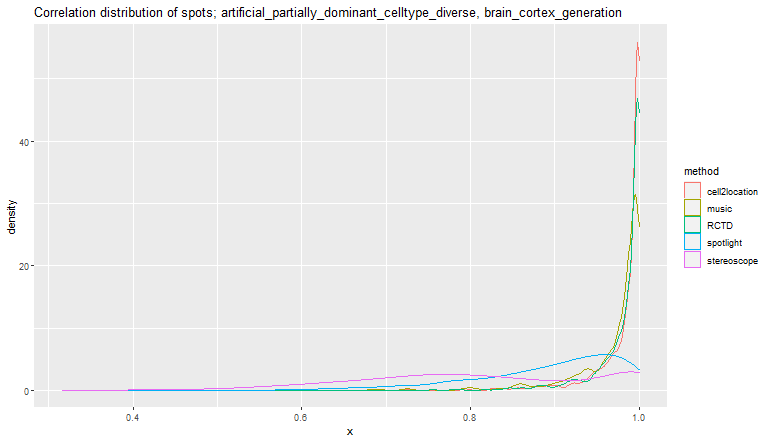 Correlation distribution of spots; artificial_partially_dominant_celltype_diverse, brain_cortex_generation
density
40
20
0
0.4
0.6
0.8
1.0
x
method
cell2location
music
RCTD
spotlight
stereoscope